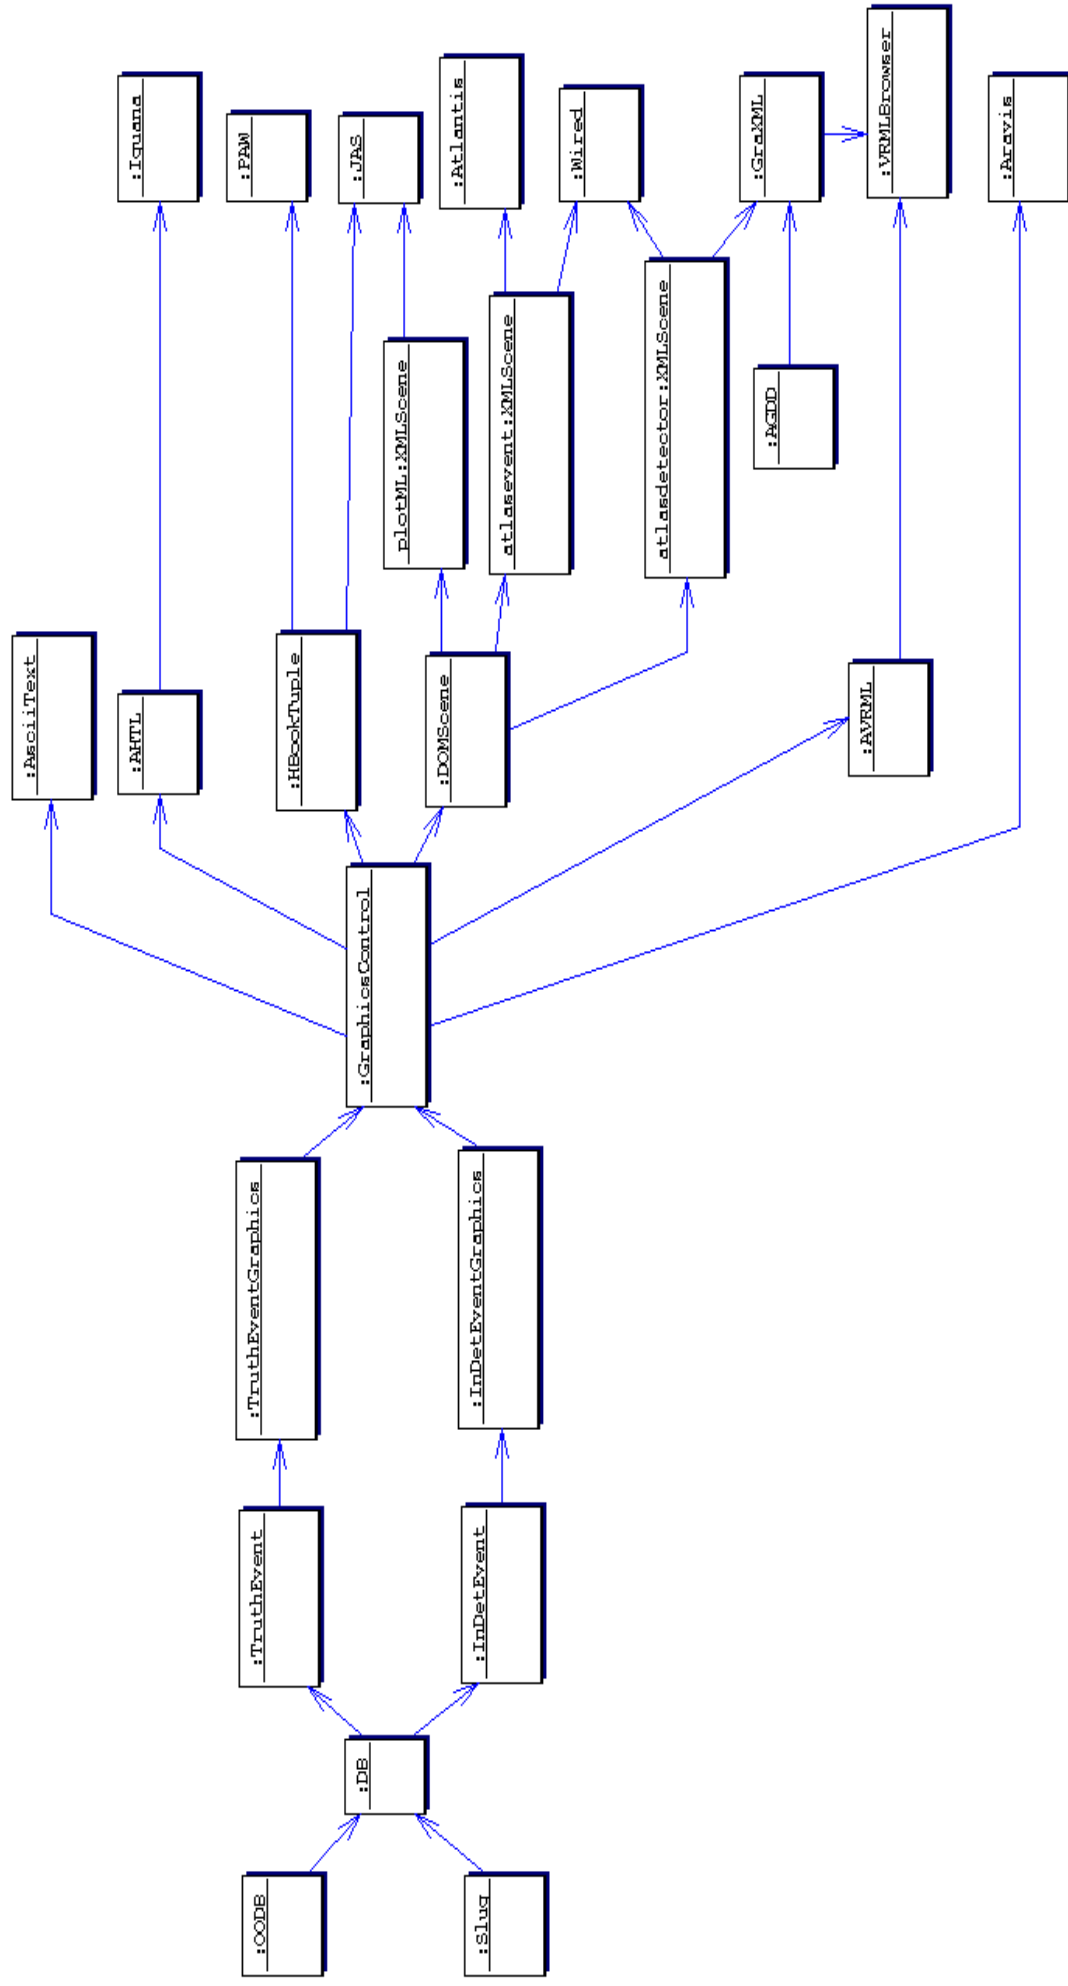 :OODB
:Slug
:DB
:TruthEvent
:InDetEvent
:TruthEventGraphics
:InDetEventGraphics
:GraphicsControl
:AsciiText
:AHTL
:HBookTuple
:DOMScene
:AVRML
plotML:XMLScene
atlasevent:XMLScene
atlasdetector:XMLScene
:AGDD
:Iquana
:PAW
:JAS
:Atlantis
:Wired
:GraXML
:VRMLBrowser
:Aravis